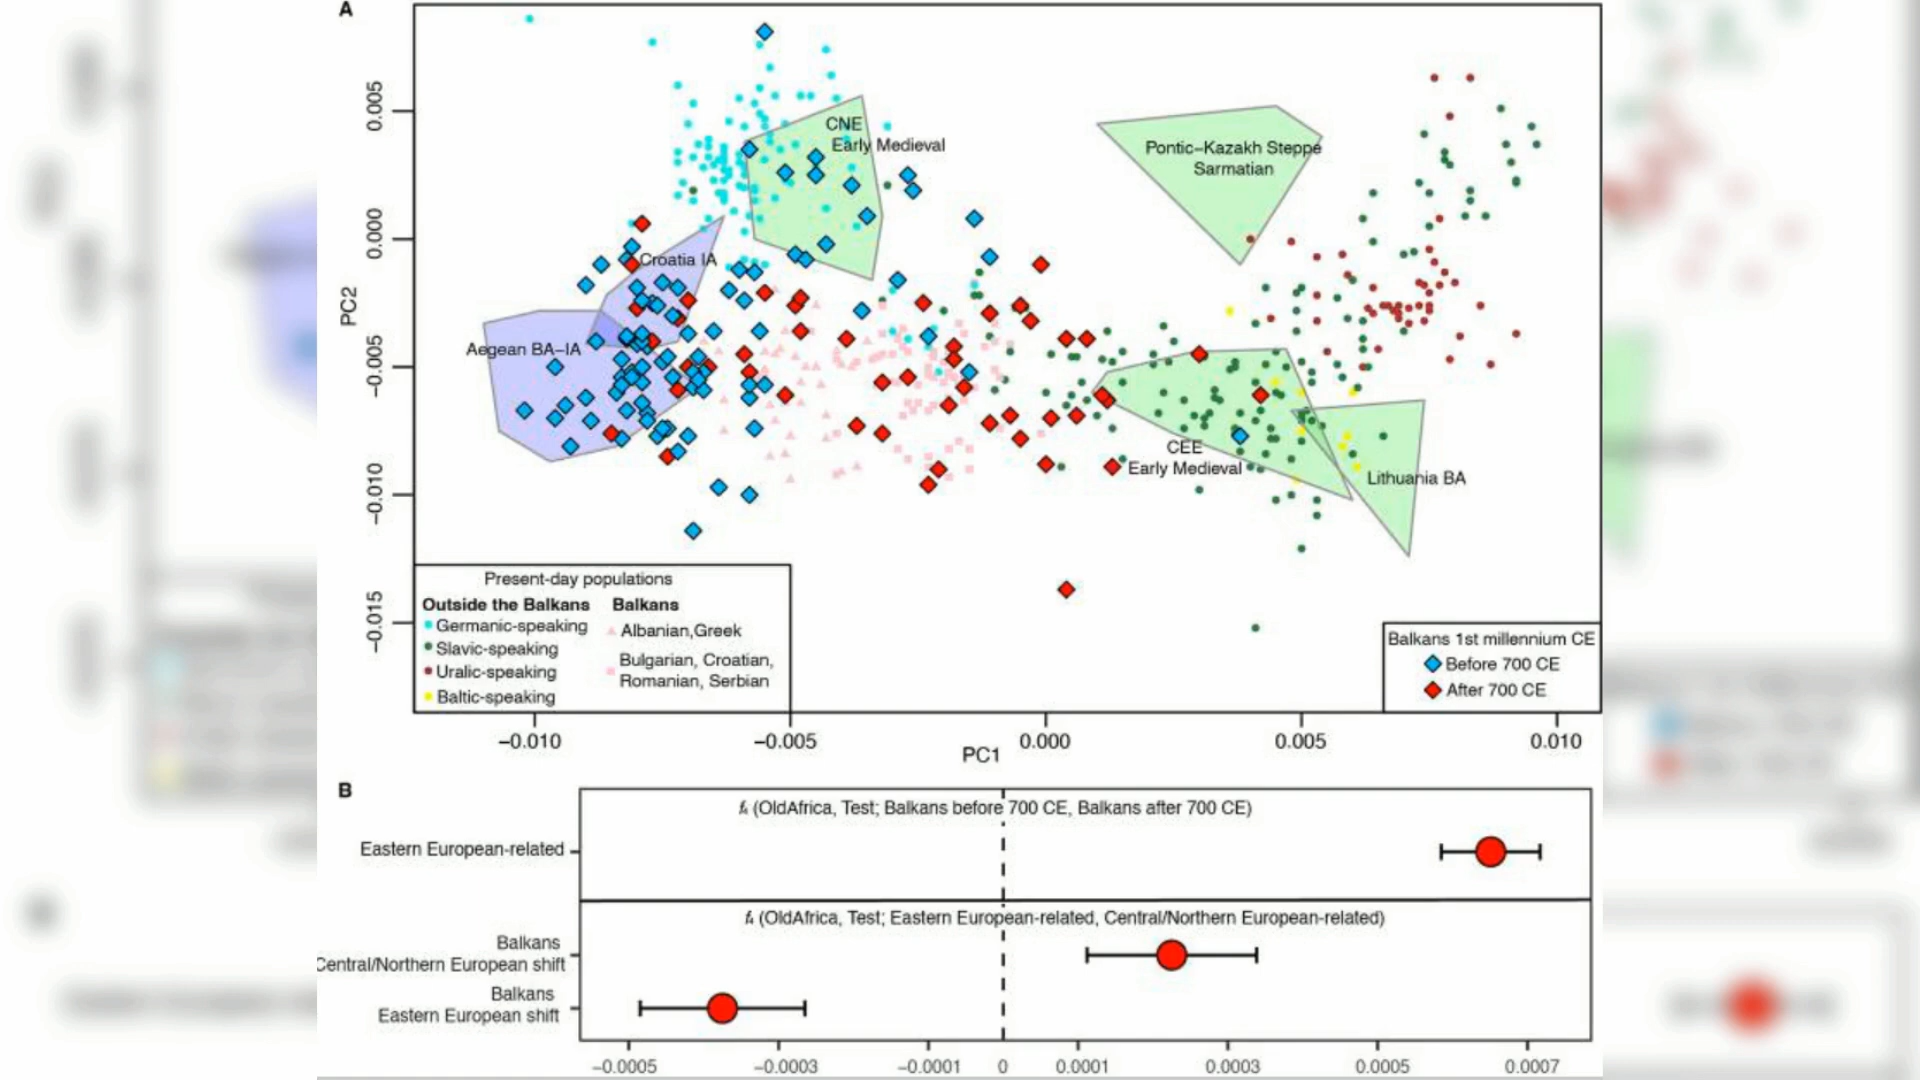 A
0.005
0.000
−0.005
−0.010
−0.015
PC2
CNE
Early Medieval
Pontic−Kazakh Steppe
Sarmatian
Croatia IA
Aegean BA−IA
CEE
Early Medieval
Lithuania BA
Present-day populations
Outside the Balkans
Germanic-speaking
Slavic-speaking
Uralic-speaking
Baltic-speaking
Balkans
Albanian,Greek
Bulgarian, Croatian,
Romanian, Serbian
Balkans 1st millennium CE
Before 700 CE
After 700 CE
−0.010
−0.005
0.000
0.005
0.010
PC1
B
f4 (OldAfrica, Test; Balkans before 700 CE, Balkans after 700 CE)
Eastern European-related
f4 (OldAfrica, Test; Eastern European-related, Central/Northern European-related)
Balkans
Central/Northern European shift
Balkans
Eastern European shift
−0.0005
−0.0003
−0.0001
0
0.0001
0.0003
0.0005
0.0007